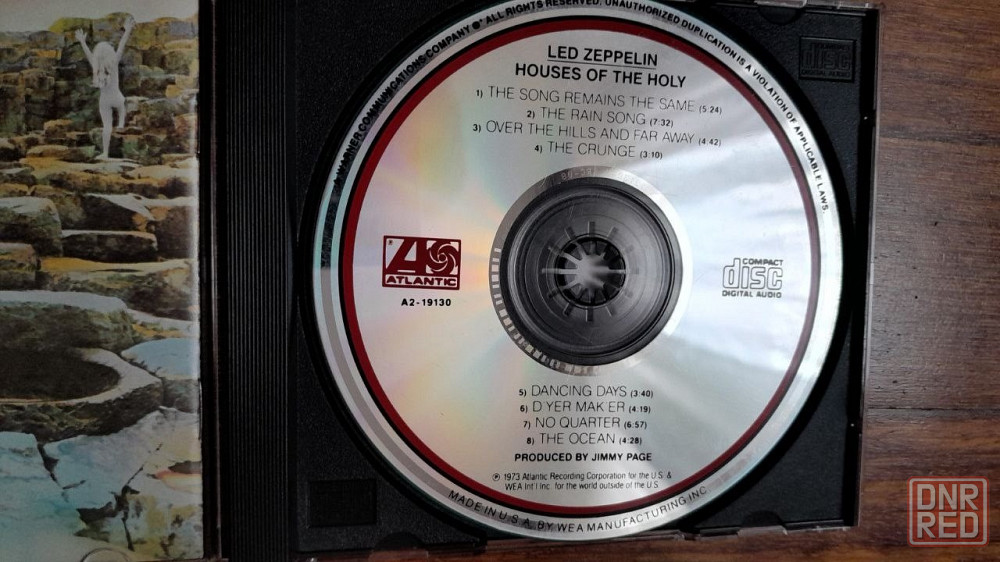 A WARNER COMMUNICATIONS COMPANY ®* ALL RIGHTS RESERVED. UNAUTHORIZED DUPLICATION IS A VIOLATION OF APPLICABLE LAWS.
LED ZEPPELIN
HOUSES OF THE HOLY
1) THE SONG REMAINS THE SAME (5:24)
2) THE RAIN SONG (7:32)
3) OVER THE HILLS AND FAR AWAY (4:42)
4) THE CRUNGE (3:10)
ATLANTIC
A2-19130
COMPACT
disc
DIGITAL AUDIO
5) DANCING DAYS (3:40)
6) D'YER MAK'ER (4:19)
7) NO QUARTER (6:57)
8) THE OCEAN (4:28)
PRODUCED BY JIMMY PAGE
℗ 1973 Atlantic Recording Corporation for the U.S. &
WEA Int'l Inc. for the world outside of the U.S.
MADE IN U.S.A. BY WEA MANUFACTURING INC.
DNR
RED